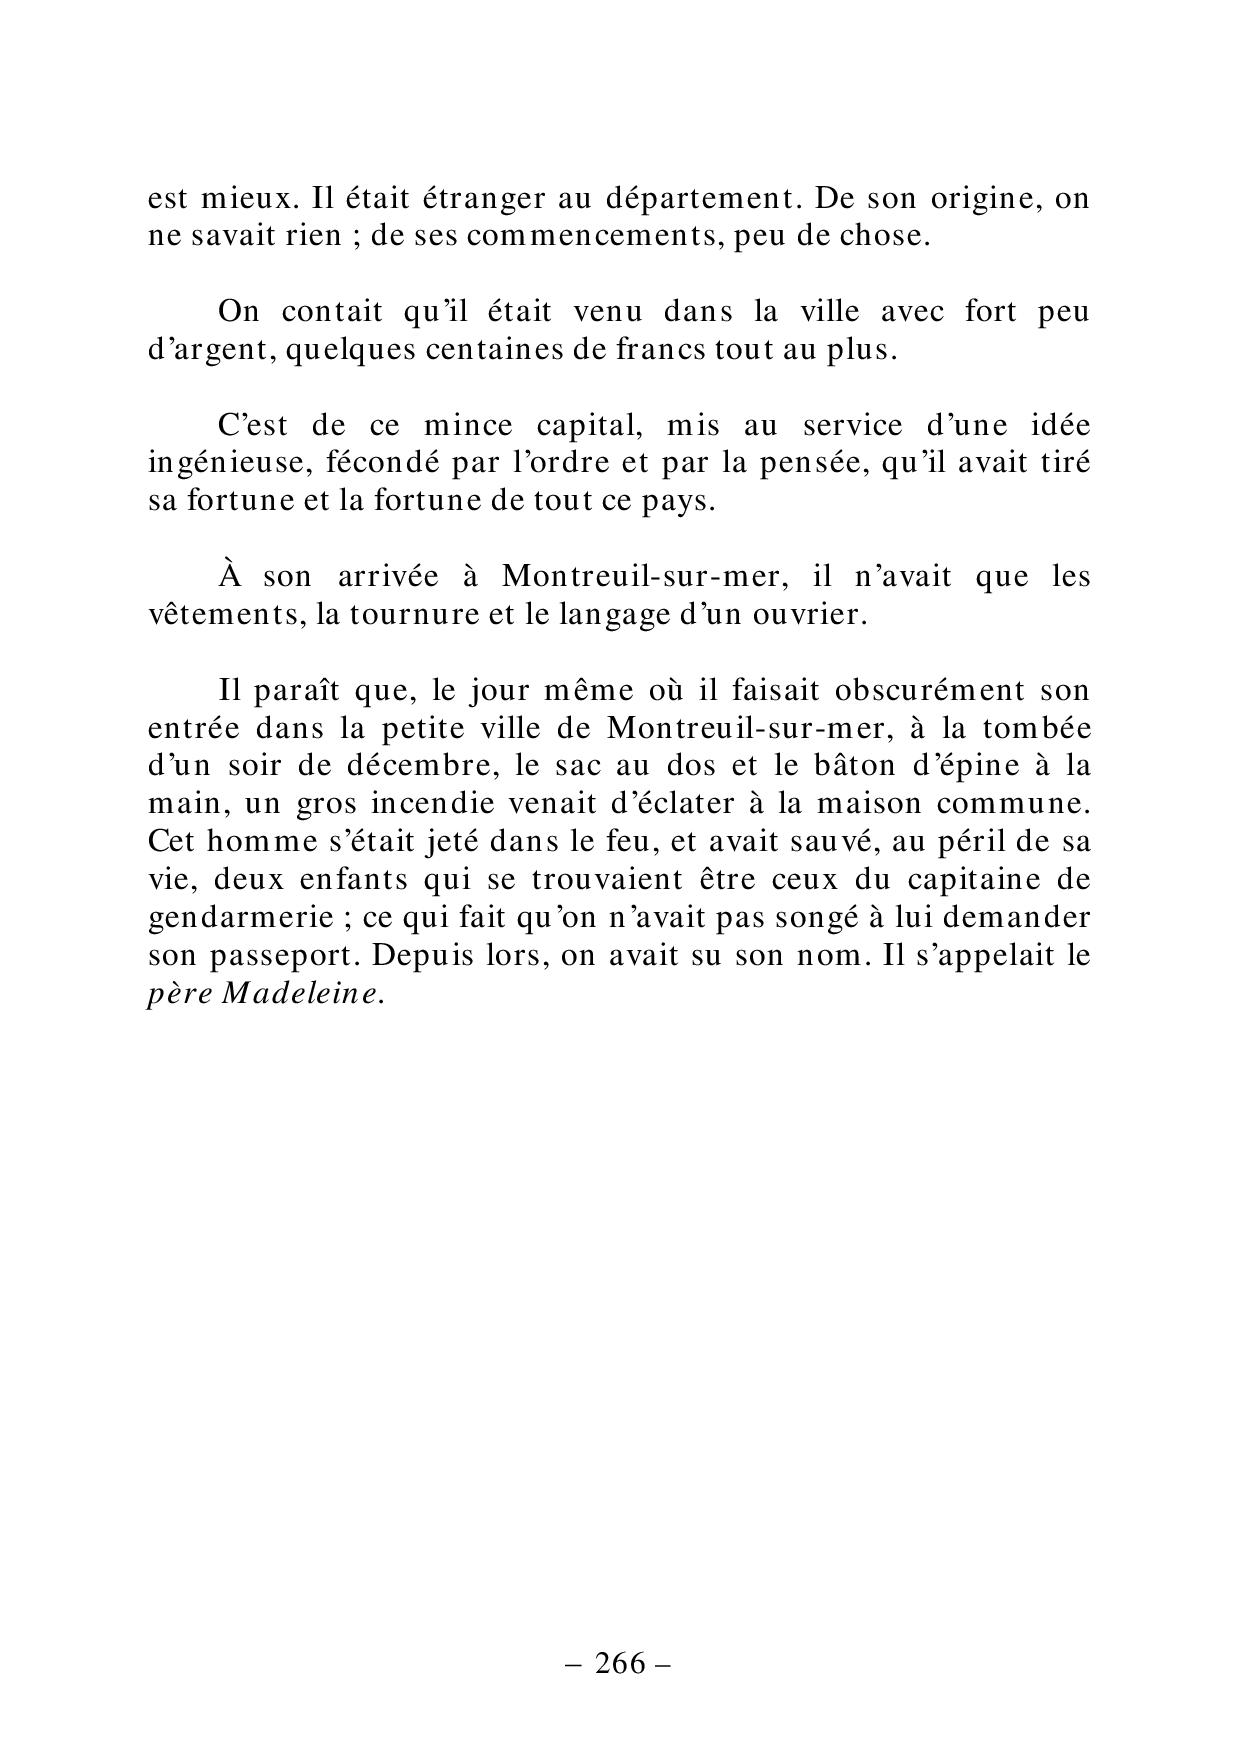 est mieux. Il était étranger au département. De son origine, on
ne savait rien ; de ses commencements, peu de chose.
On contait qu’il était venu dans la ville avec fort peu
d’argent, quelques centaines de francs tout au plus.
C’est de ce mince capital, mis au service d’une idée
ingénieuse, fécondé par l’ordre et par la pensée, qu’il avait tiré
sa fortune et la fortune de tout ce pays.
À son arrivée à Montreuil-sur-mer, il n’avait que les
vêtements, la tournure et le langage d’un ouvrier.
Il paraît que, le jour même où il faisait obscurément son
entrée dans la petite ville de Montreuil-sur-mer, à la tombée
d’un soir de décembre, le sac au dos et le bâton d’épine à la
main, un gros incendie venait d’éclater à la maison commune.
Cet homme s’était jeté dans le feu, et avait sauvé, au péril de sa
vie, deux enfants qui se trouvaient être ceux du capitaine de
gendarmerie ; ce qui fait qu’on n’avait pas songé à lui demander
son passeport. Depuis lors, on avait su son nom. Il s’appelait le
père Madeleine.
– 266 –